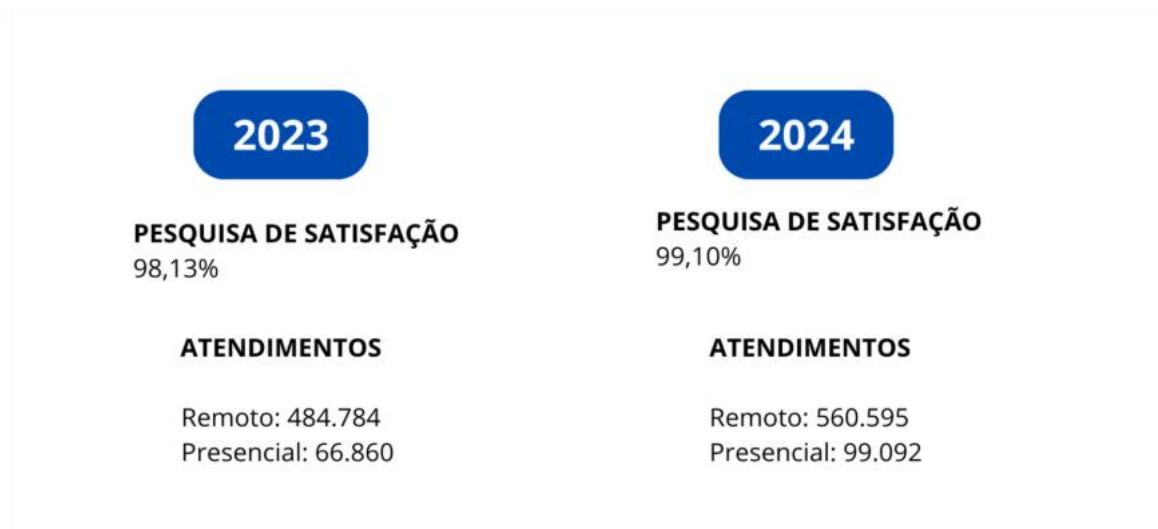 2023
PESQUISA DE SATISFAÇÃO
98,13%
ATENDIMENTOS
Remoto: 484.784
Presencial: 66.860
2024
PESQUISA DE SATISFAÇÃO
99,10%
ATENDIMENTOS
Remoto: 560.595
Presencial: 99.092